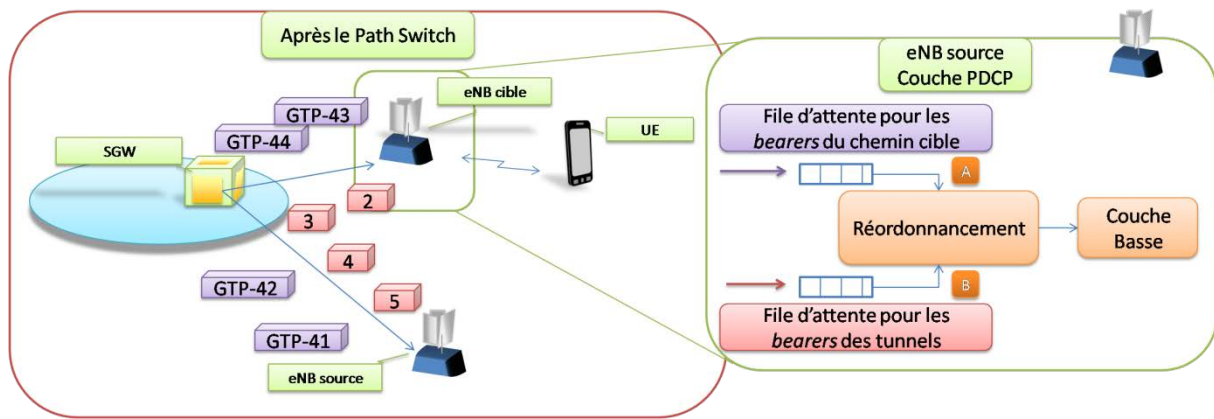 Après le Path Switch
eNB cible
GTP-43
GTP-44
UE
SGW
2
3
4
GTP-42
5
GTP-41
eNB source
eNB source
Couche PDCP
File d'attente pour les
bearers du chemin cible
A
Réordonnancement
Couche
Basse
B
File d'attente pour les
bearers des tunnels